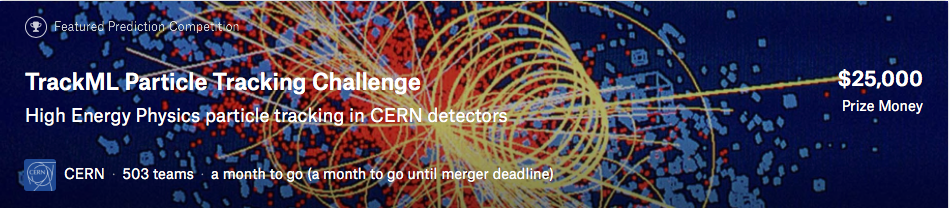 Featured Prediction Competition
TrackML Particle Tracking Challenge
$25,000
High Energy Physics particle tracking in CERN detectors
Prize Money
CERN
CERN · 503 teams · a month to go (a month to go until merger deadline)